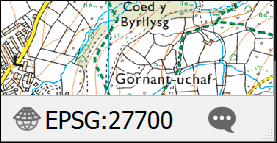 Coed y
Byrllysg
Gornant-uchaf
EPSG:27700